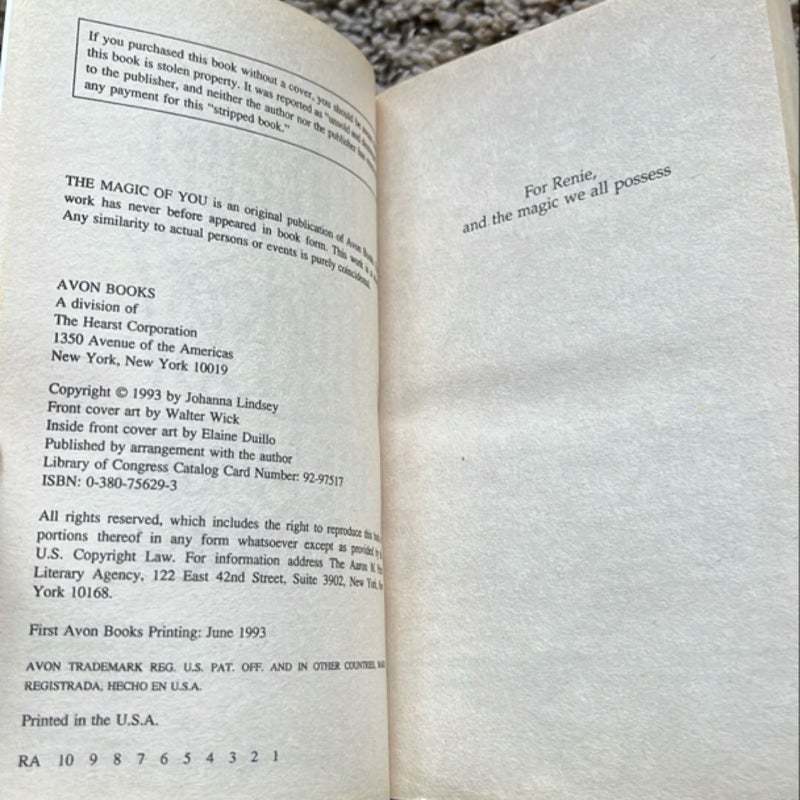 If you purchased this book without a cover, you should be
this book is stolen property. It was reported as "unsold and
to the publisher, and neither the author nor the publisher has
any payment for this "stripped book."
THE MAGIC OF YOU is an original publication of Avon
work has never before appeared in book form. This work is a
Any similarity to actual persons or events is purely coincidental.
AVON BOOKS
A division of
The Hearst Corporation
1350 Avenue of the Americas
New York, New York 10019
Copyright © 1993 by Johanna Lindsey
Front cover art by Walter Wick
Inside front cover art by Elaine Duillo
Published by arrangement with the author
Library of Congress Catalog Card Number: 92-97517
ISBN: 0-380-75629-3
All rights reserved, which includes the right to reproduce this
portions thereof in any form whatsoever except as provided
U.S. Copyright Law. For information address The Aaron M.
Literary Agency, 122 East 42nd Street, Suite 3902, New York,
York 10168.
First Avon Books Printing: June 1993
AVON TRADEMARK REG. U.S. PAT. OFF. AND IN OTHER COUNTRIES,
REGISTRADA, HECHO EN U.S.A.
Printed in the U.S.A.
RA 10 9 8 7 6 5 4 3 2 1
For Renie,
and the magic we all possess